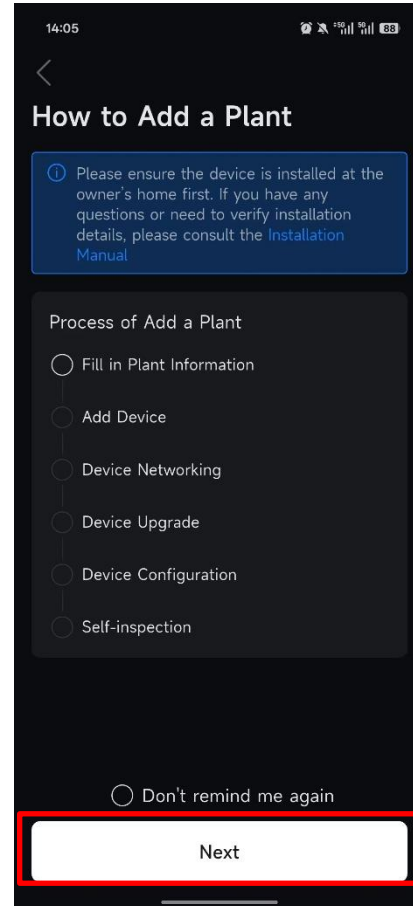 14:05
88
How to Add a Plant
Please ensure the device is installed at the
owner's home first. If you have any
questions or need to verify installation
details, please consult the Installation
Manual
Process of Add a Plant
Fill in Plant Information
Add Device
Device Networking
Device Upgrade
Device Configuration
Self-inspection
Don't remind me again
Next